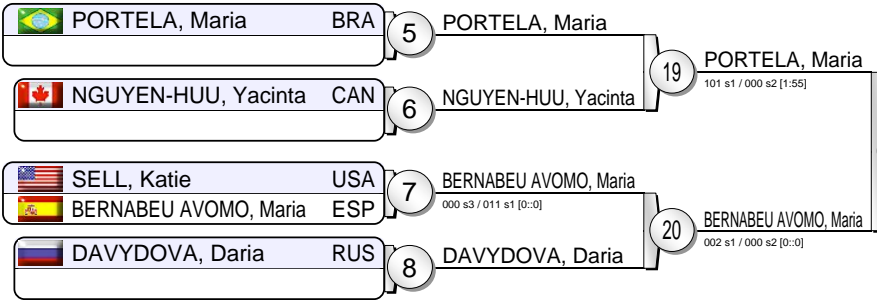 PORTELA, Maria BRA
5
PORTELA, Maria
19
PORTELA, Maria
101 s1 / 000 s2 [1:55]
NGUYEN-HUU, Yacinta CAN
6
NGUYEN-HUU, Yacinta
SELL, Katie USA
BERNABEU AVOMO, Maria ESP
7
BERNABEU AVOMO, Maria
000 s3 / 011 s1 [0::0]
20
BERNABEU AVOMO, Maria
002 s1 / 000 s2 [0::0]
DAVYDOVA, Daria RUS
8
DAVYDOVA, Daria